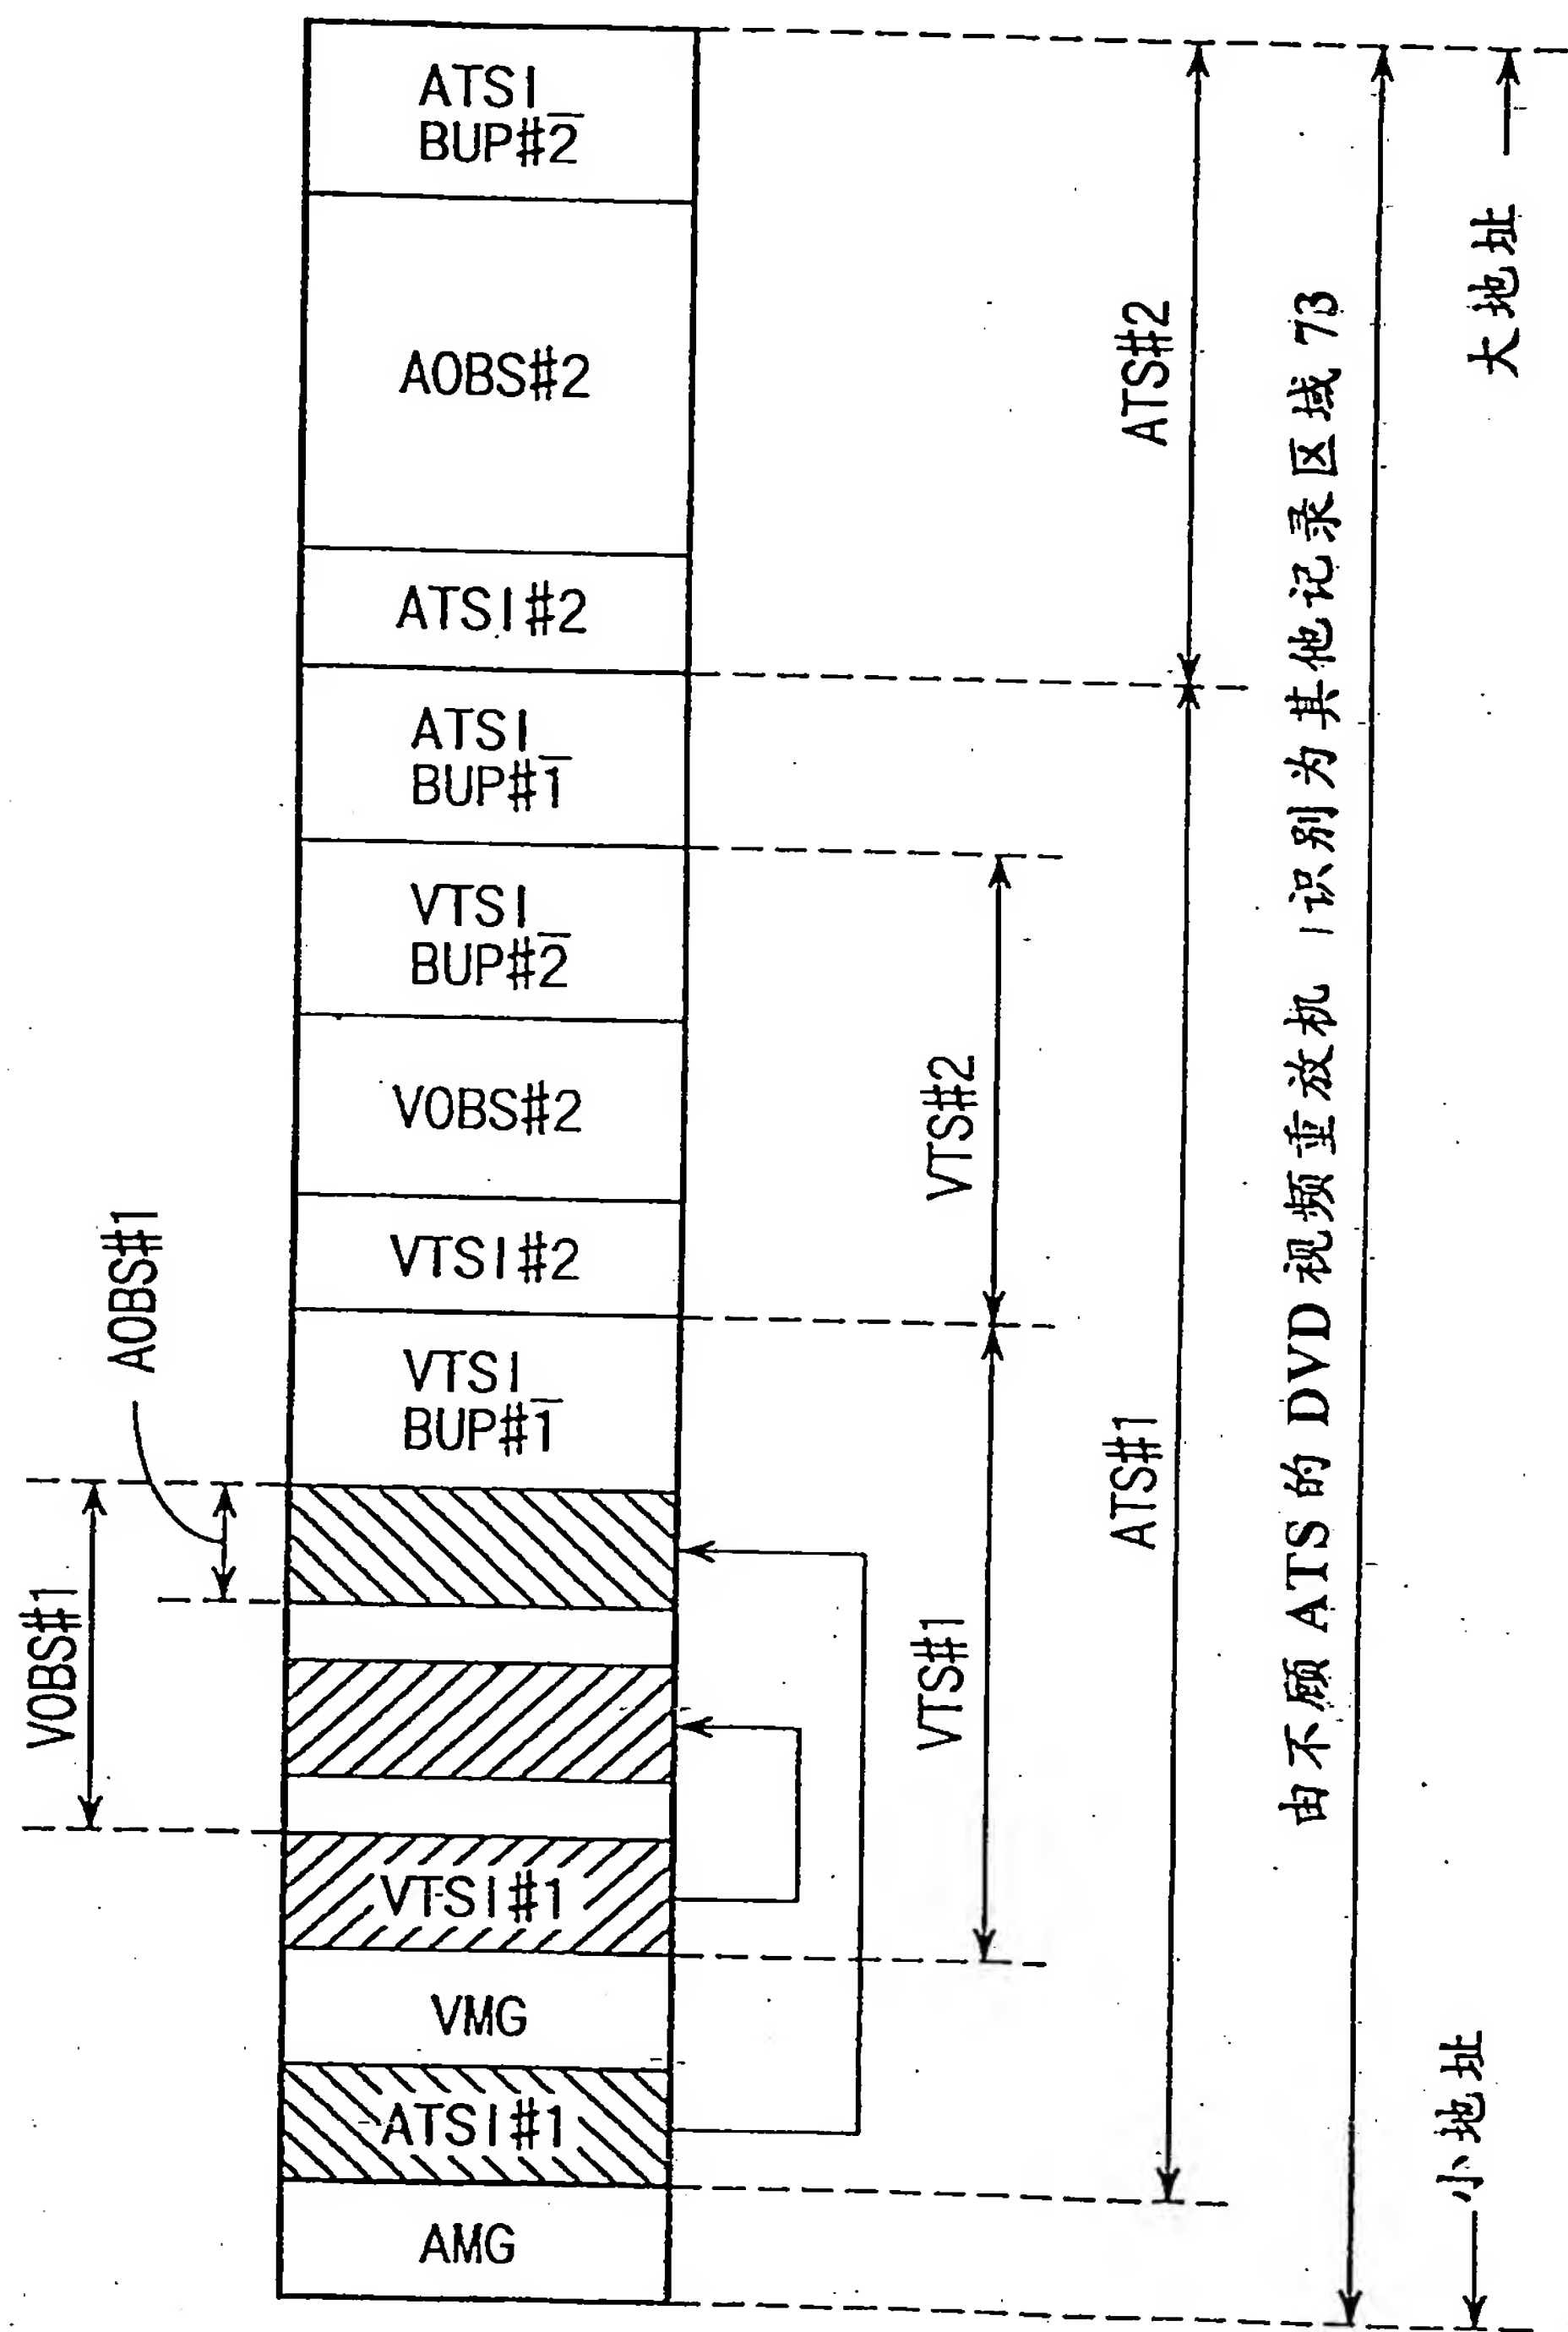 ATSI_
BUP#2
AOBS#2
ATSI#2
ATSI_
BUP#1
VTSI_
BUP#2
VOBS#2
VTSI#2
VTSI_
BUP#1
VTSI#1
VMG
ATSI#1
AMG
AOBS#1
VOBS#1
VTS#2
VTS#1
ATS#2
ATS#1
由不顾 ATS 的 DVD 视频重放机 1 识别为其他记录区域 73
大地址
小地址